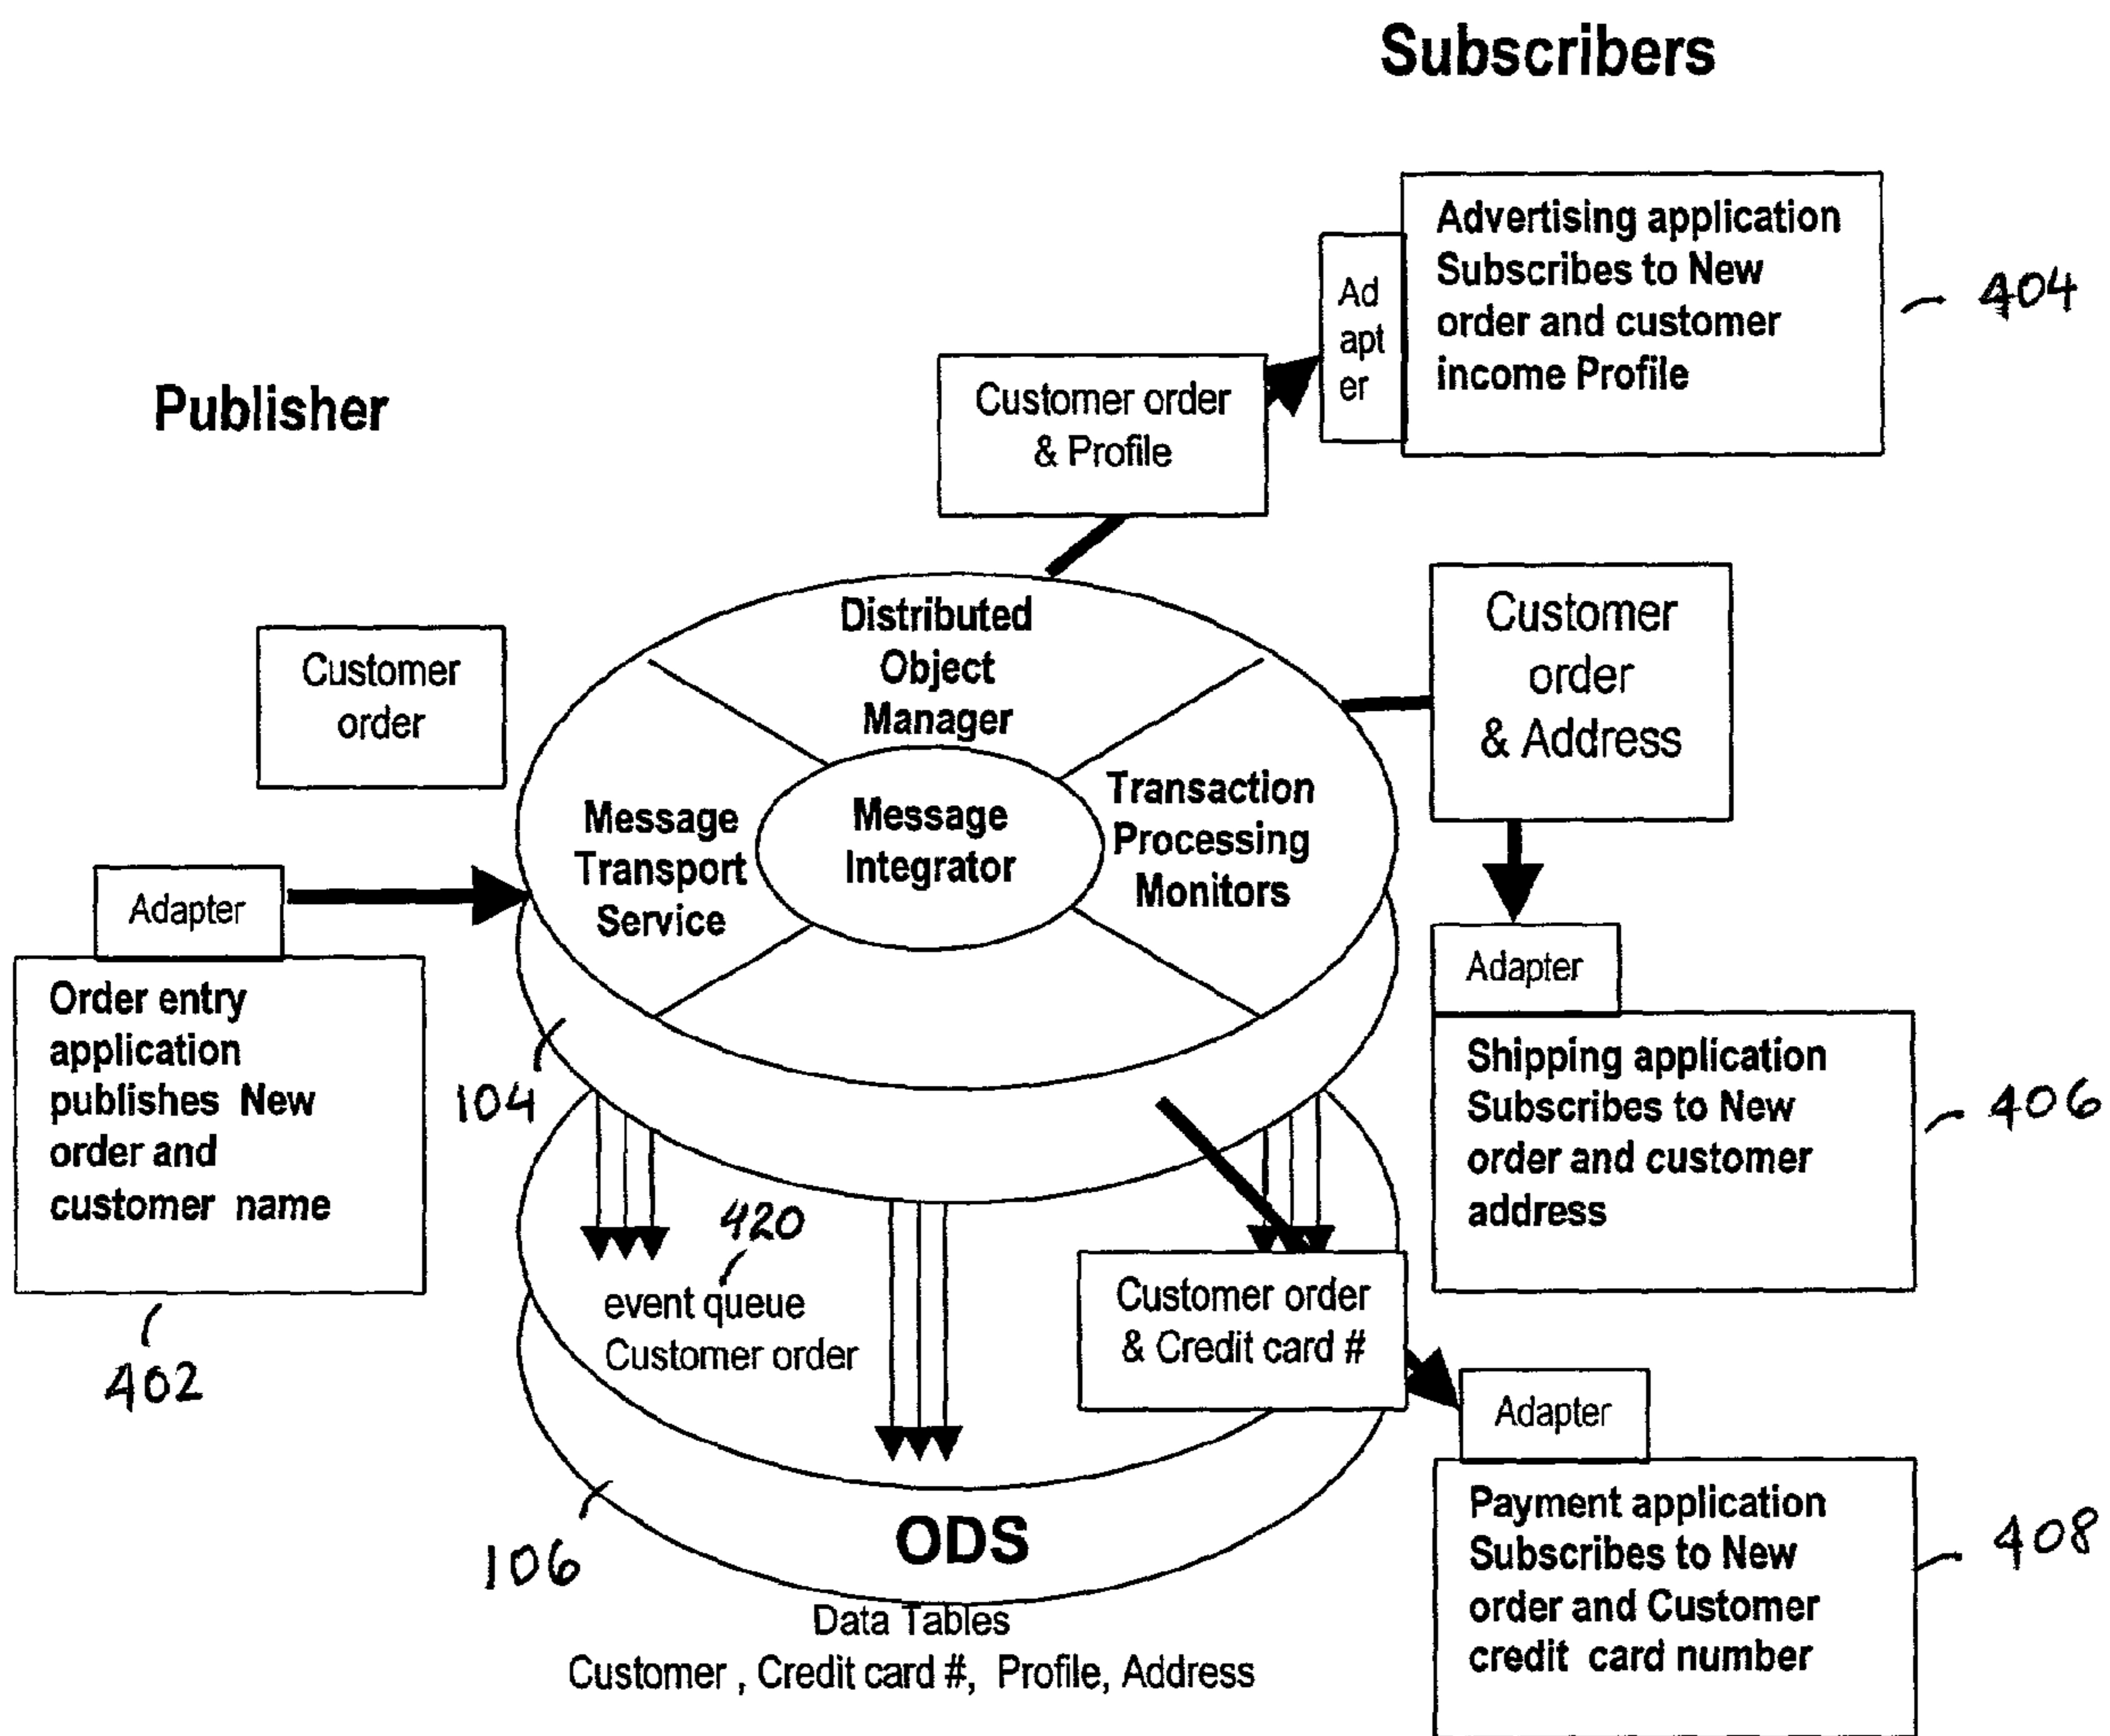 Subscribers
Publisher
Advertising application
Subscribes to New
order and customer
income Profile
404
Ad
apt
er
Customer order
& Profile
Customer
order
Distributed
Object
Manager
Message
Transport
Service
Message
Integrator
Transaction
Processing
Monitors
Customer
order
& Address
Adapter
Order entry
application
publishes New
order and
customer name
402
104
Adapter
Shipping application
Subscribes to New
order and customer
address
406
420
event queue
Customer order
Customer order
& Credit card #
Adapter
Payment application
Subscribes to New
order and Customer
credit card number
408
106
ODS
Data Tables
Customer , Credit card #, Profile, Address